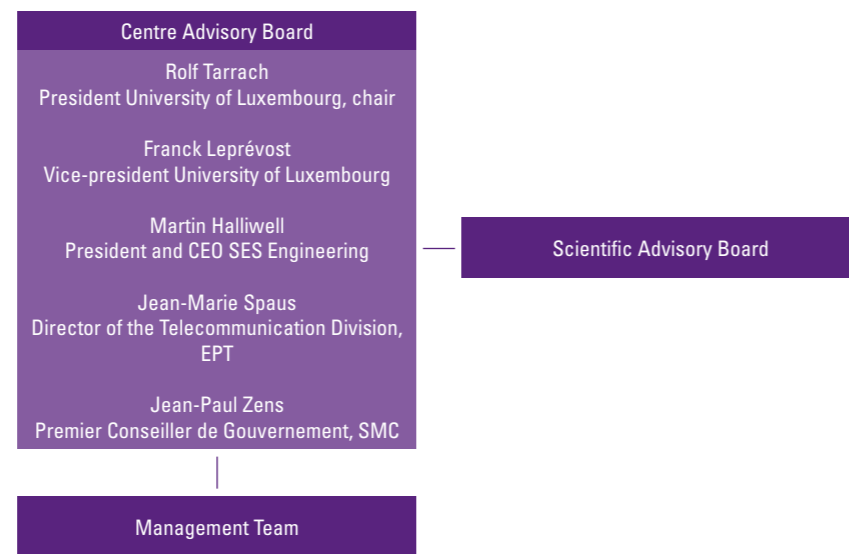 Centre Advisory Board
Rolf Tarrach
President University of Luxembourg, chair
Franck Leprévost
Vice-president University of Luxembourg
Martin Halliwell
President and CEO SES Engineering
Jean-Marie Spaus
Director of the Telecommunication Division,
EPT
Jean-Paul Zens
Premier Conseiller de Gouvernement, SMC
Scientific Advisory Board
Management Team